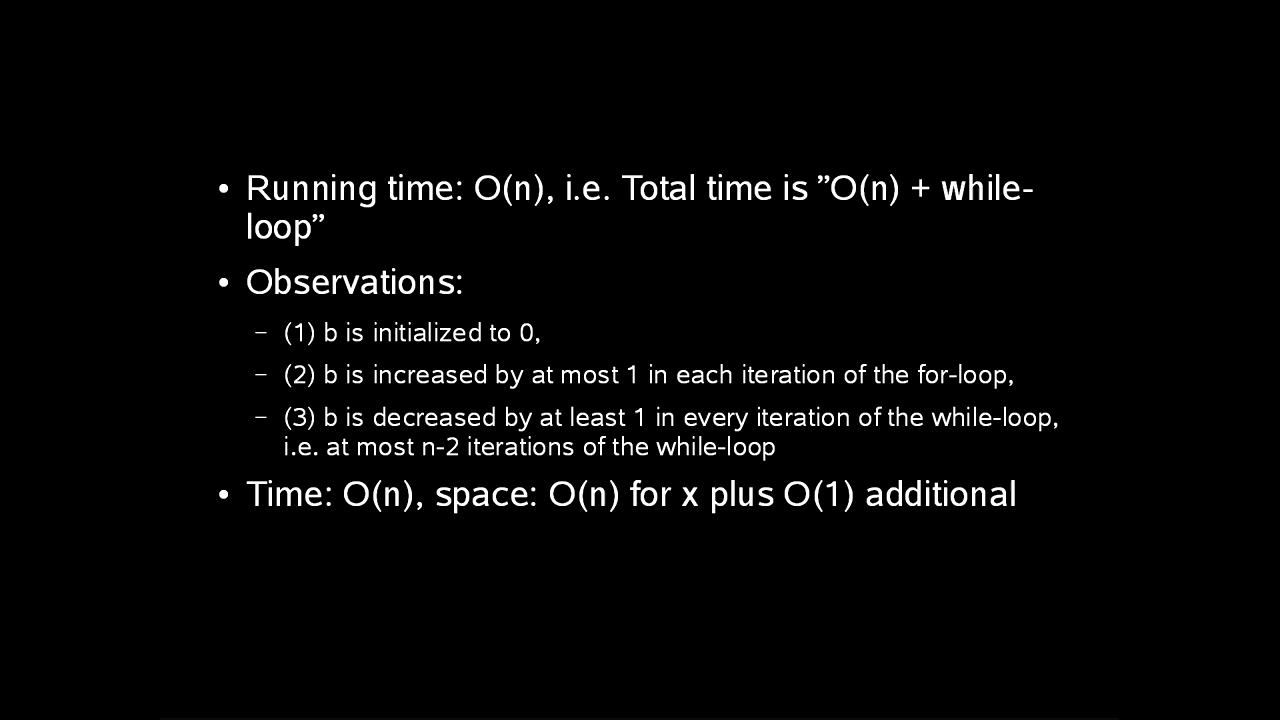 • Running time: O(n), i.e. Total time is ”O(n) + while-
loop”
• Observations:
– (1) b is initialized to 0,
– (2) b is increased by at most 1 in each iteration of the for-loop,
– (3) b is decreased by at least 1 in every iteration of the while-loop,
i.e. at most n-2 iterations of the while-loop
• Time: O(n), space: O(n) for x plus O(1) additional